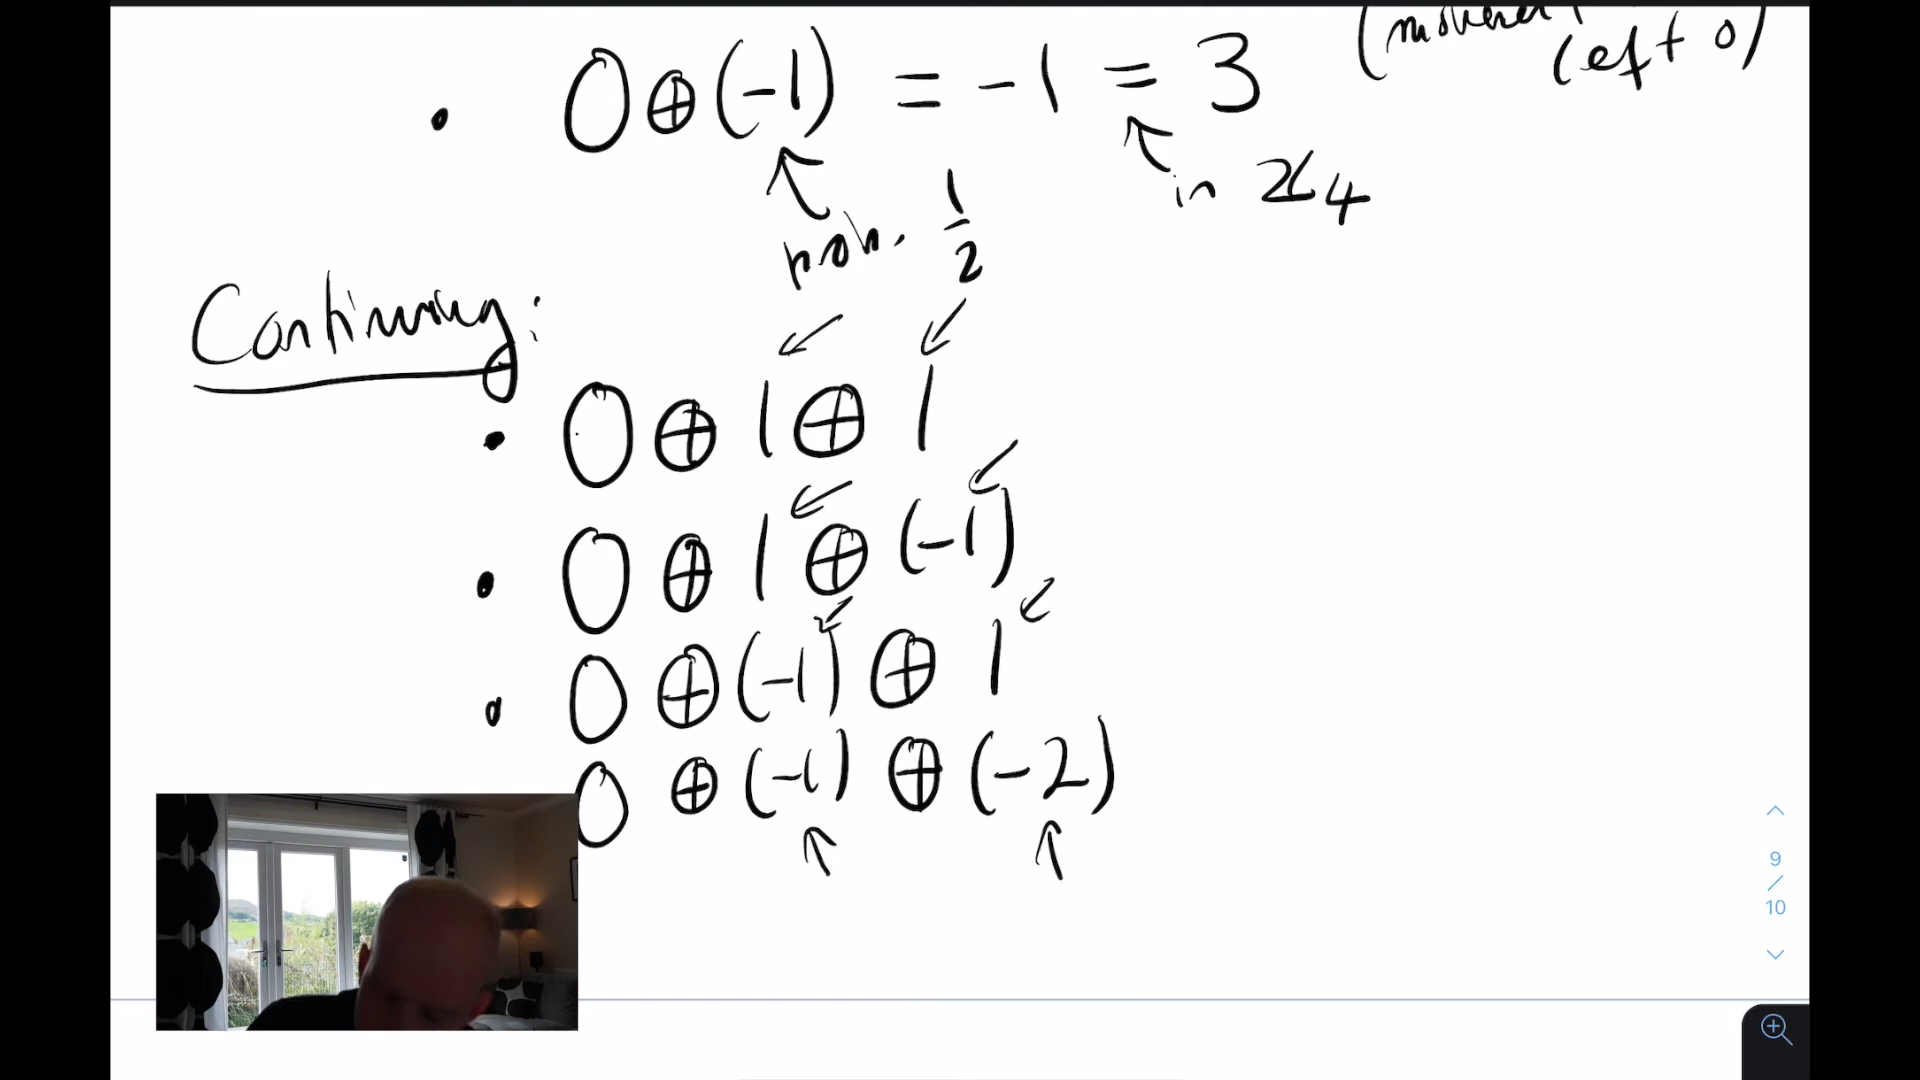 (movement
left 0)
• 0 ⊕ (-1) = -1 = 3
in ℤ4
prob. 1/2
Continuing:
• 0 ⊕ 1 ⊕ 1
• 0 ⊕ 1 ⊕ (-1)
• 0 ⊕ (-1) ⊕ 1
0 ⊕ (-1) ⊕ (-2)
9
/
10